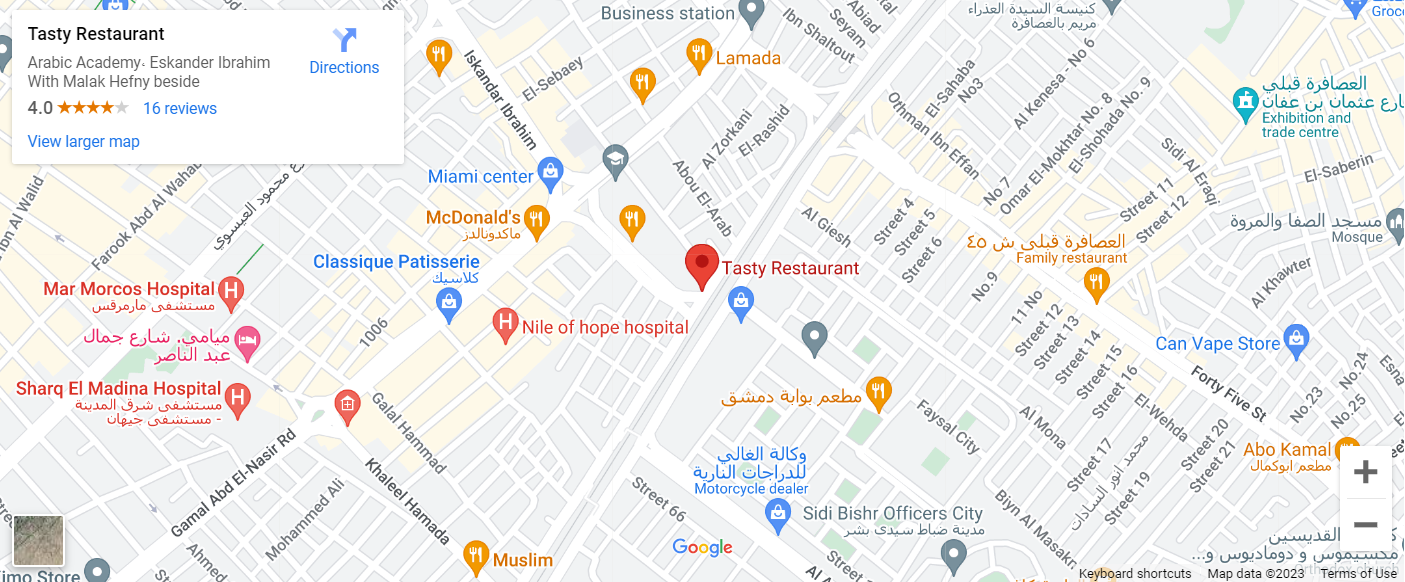 Tasty Restaurant
Arabic Academy، Eskander Ibrahim
With Malak Hefny beside
4.0
16 reviews
View larger map
Directions
Business station
Lamada
Ibn Shaltout
Seyam
Abiad
كنيسة السيدة العذراء
مريم بالعصافرة
Groc
Iskandar Ibrahim
El-Sebaey
El-Sahaba
No3
Al Kenesa - No 6
Othman Ibn Effan
No 7
Omar El-Mokhtar No. 8
El-Shohada No. 9
العصافرة قبلي
ارع عثمان بن عفان
Exhibition and
trade centre
Sidi Al Eraqi
El-Saberin
Al Zorkani
El-Rashid
Abou El-Arab
Miami center
McDonald's
ماكدونالدز
Classique Patisserie
كلاسيك
bn Al Walid
Farook Abd Al Wahab
ع محمود العيسوي
Al Giesh
Street 4
Street 5
Street 6
Street 11
Street 12
مسجد الصفا والمروة
Mosque
العصافرة قبلى ش ٤٥
Family restaurant
Al Khawter
Tasty Restaurant
Mar Morcos Hospital
مستشفى مارمرقس
ميامي. شارع جمال
عبد الناصر
Nile of hope hospital
1006
No.9
11 No
Street 12
Street 13
Street 14
Street 15
Street 16
Can Vape Store
Sharq El Madina Hospital
مستشفى شرق المدينة
- مستشفى جيهان
Galal Hammad
Gamal Abd El-Nasir Rd
Khaleel Hamada
Mohammed Ali
Ahmed
مطعم بوابة دمشق
Faysal City
Al Mona
El-Wehda
Forty Five St
No.23
No.24
No.25
Esna
Street 17
محمد أنور السادات
Street 19
Street 20
Street 21
Abo Kamal
مطعم ابوكمال
وكالة الغالي
للدراجات النارية
Motorcycle dealer
Street 66
Sidi Bishr Officers City
مدينة ضباط سيدى بشر
Biyn Al Masakn
القديسين
مكسيموس و دوماديوس و...
Orthodox church
Muslim
imo Store
Google
Keyboard shortcuts
Map data ©2023
Terms of Use